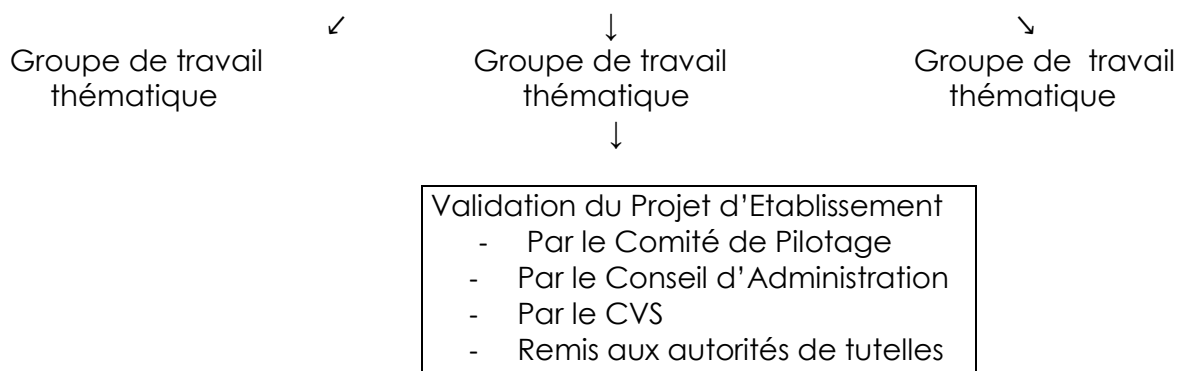 ↙ ↓ ↘
Groupe de travail Groupe de travail Groupe de travail
thématique thématique thématique
↓
Validation du Projet d’Etablissement
- Par le Comité de Pilotage
- Par le Conseil d’Administration
- Par le CVS
- Remis aux autorités de tutelles